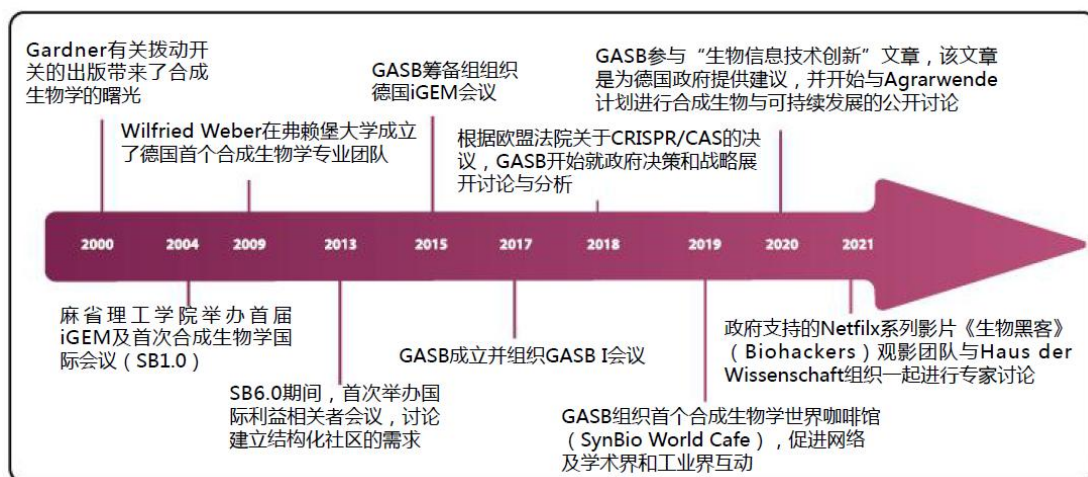 Gardner有关拨动开
关的出版带来了合成
生物学的曙光
Wilfried Weber在弗赖堡大学成立
了德国首个合成生物学专业团队
GASB筹备组组织
德国iGEM会议
根据欧盟法院关于CRISPR/CAS的决
议，GASB开始就政府决策和战略展
开讨论与分析
GASB参与“生物信息技术创新”文章，该文章
是为德国政府提供建议，并开始与Agrarwende
计划进行合成生物与可持续发展的公开讨论
2000 2004 2009 2013 2015 2017 2018 2019 2020 2021
麻省理工学院举办首届
iGEM及首次合成生物学国
际会议（SB1.0）
SB6.0期间，首次举办国
际利益相关者会议，讨论
建立结构化社区的需求
GASB成立并组织GASB I会议
GASB组织首个合成生物学世界咖啡馆
（SynBio World Cafe），促进网络
及学术界和工业界互动
政府支持的Netfilx系列影片《生物黑客》
（Biohackers）观影团队与Haus der
Wissenschaft组织一起进行专家讨论